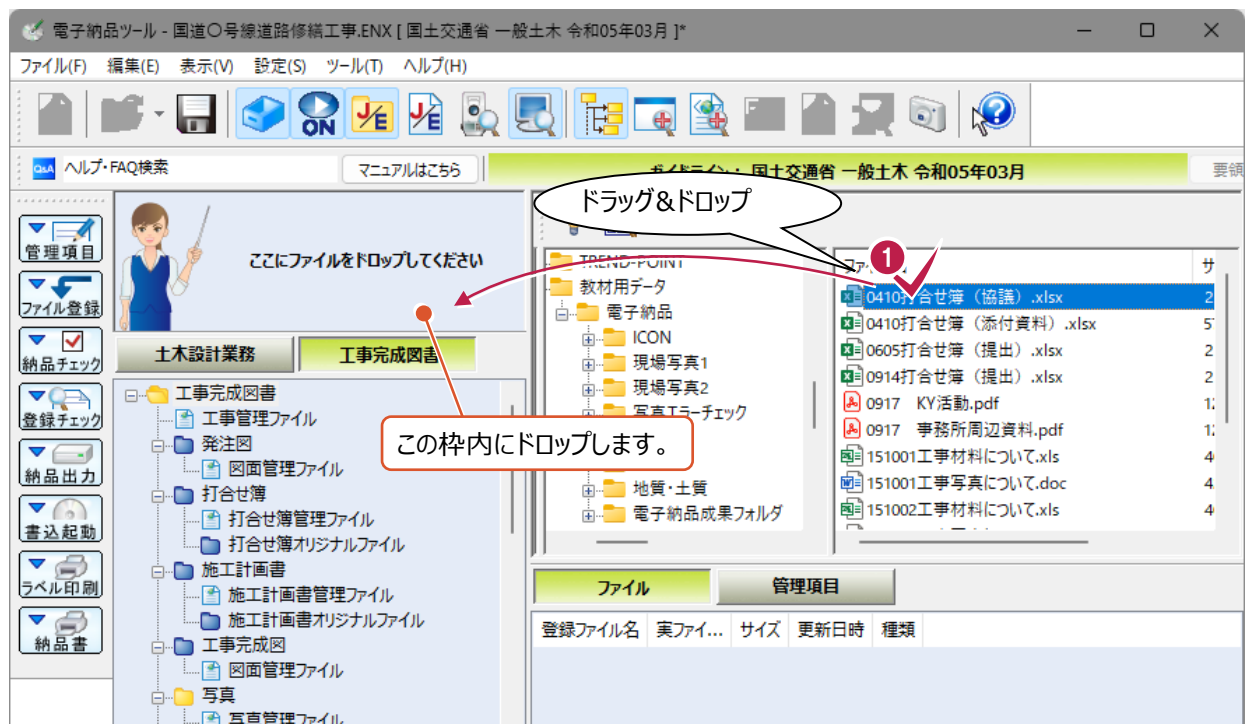 電子納品ツール - 国道〇号線道路修繕工事.ENX [ 国土交通省 一般土木 令和05年03月 ]*
ファイル(F) 編集(E) 表示(V) 設定(S) ツール(T) ヘルプ(H)
ON
J/E
J/E
Q&A ヘルプ・FAQ検索
マニュアルはこちら
ガイドライン : 国土交通省 一般土木 令和05年03月
要領
ドラッグ&ドロップ
管理項目
ファイル登録
納品チェック
登録チェック
納品出力
書込起動
ラベル印刷
納品書
ここにファイルをドロップしてください
土木設計業務
工事完成図書
工事完成図書
工事管理ファイル
発注図
図面管理ファイル
打合せ簿
打合せ簿管理ファイル
打合せ簿オリジナルファイル
施工計画書
施工計画書管理ファイル
施工計画書オリジナルファイル
工事完成図
図面管理ファイル
写真
写真管理ファイル
この枠内にドロップします。
TREND-POINT
教材用データ
電子納品
ICON
現場写真1
現場写真2
写真エラーチェック
地質・土質
電子納品成果フォルダ
1
サ
0410打合せ簿（協議）.xlsx 2
0410打合せ簿（添付資料）.xlsx 5
0605打合せ簿（提出）.xlsx 2
0914打合せ簿（提出）.xlsx 2
0917 KY活動.pdf 1
0917 事務所周辺資料.pdf 1
151001工事材料について.xls 4
151001工事写真について.doc 4
151002工事材料について.xls 4
ファイル
管理項目
登録ファイル名 実ファイ... サイズ 更新日時 種類